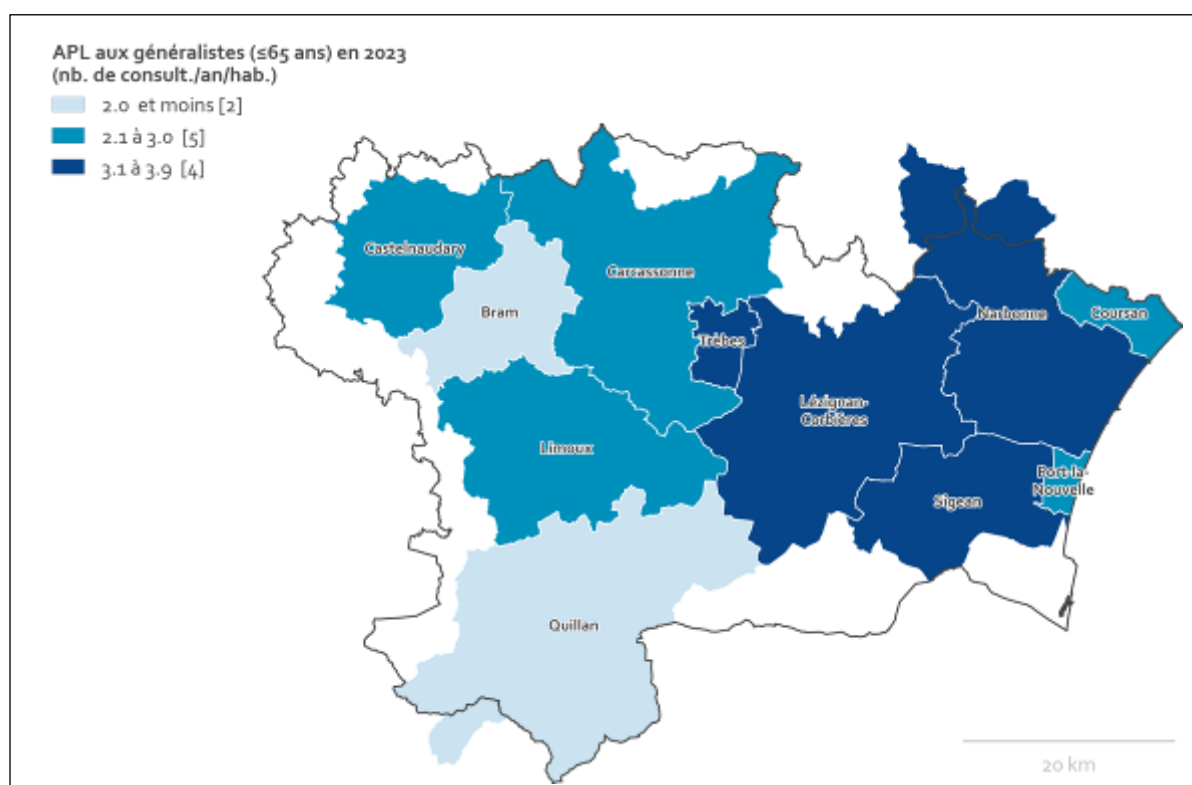 APL aux généralistes (≤65 ans) en 2023
(nb. de consult./an/hab.)
2.0 et moins [2]
2.1 à 3.0 [5]
3.1 à 3.9 [4]
Castelnaudary
Carcassonne
Bram
Trèbes
Narbonne
Coursan
Lézignan-
Corbières
Limoux
Port-la-
Nouvelle
Sigean
Quillan
20 km